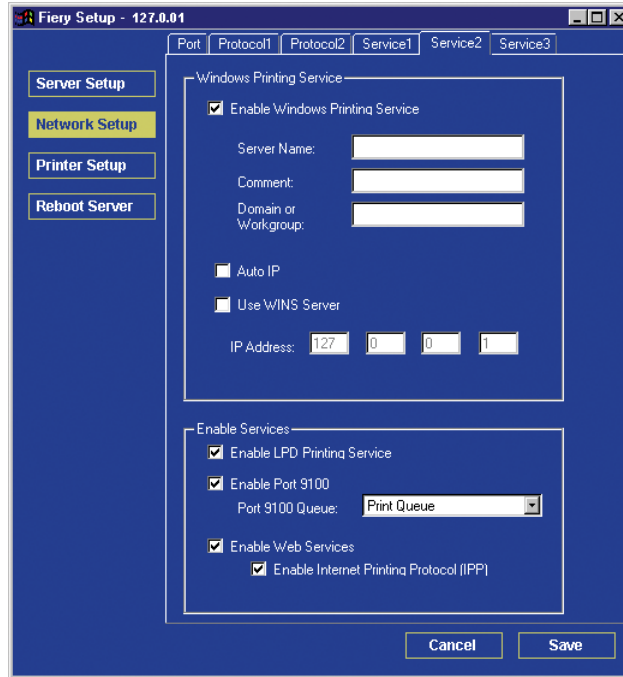 Fiery Setup - 127.0.01
Port Protocol1 Protocol2 Service1 Service2 Service3
Server Setup
Network Setup
Printer Setup
Reboot Server
Windows Printing Service
Enable Windows Printing Service
Server Name:
Comment:
Domain or
Workgroup:
Auto IP
Use WINS Server
IP Address: 127 0 0 1
Enable Services
Enable LPD Printing Service
Enable Port 9100
Port 9100 Queue: Print Queue
Enable Web Services
Enable Internet Printing Protocol (IPP)
Cancel Save